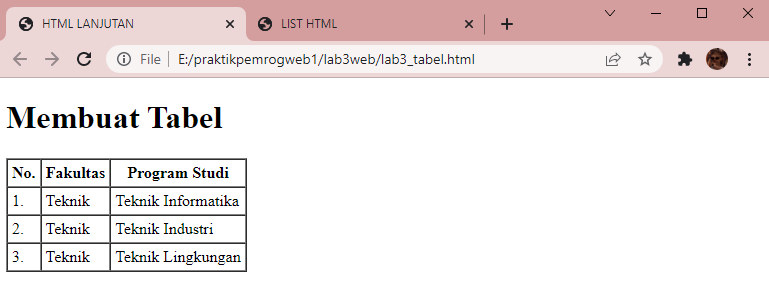 HTML LANJUTAN LIST HTML
File E:/praktikpemrogweb1/lab3web/lab3_tabel.html
Membuat Tabel
No. Fakultas Program Studi
1. Teknik Teknik Informatika
2. Teknik Teknik Industri
3. Teknik Teknik Lingkungan